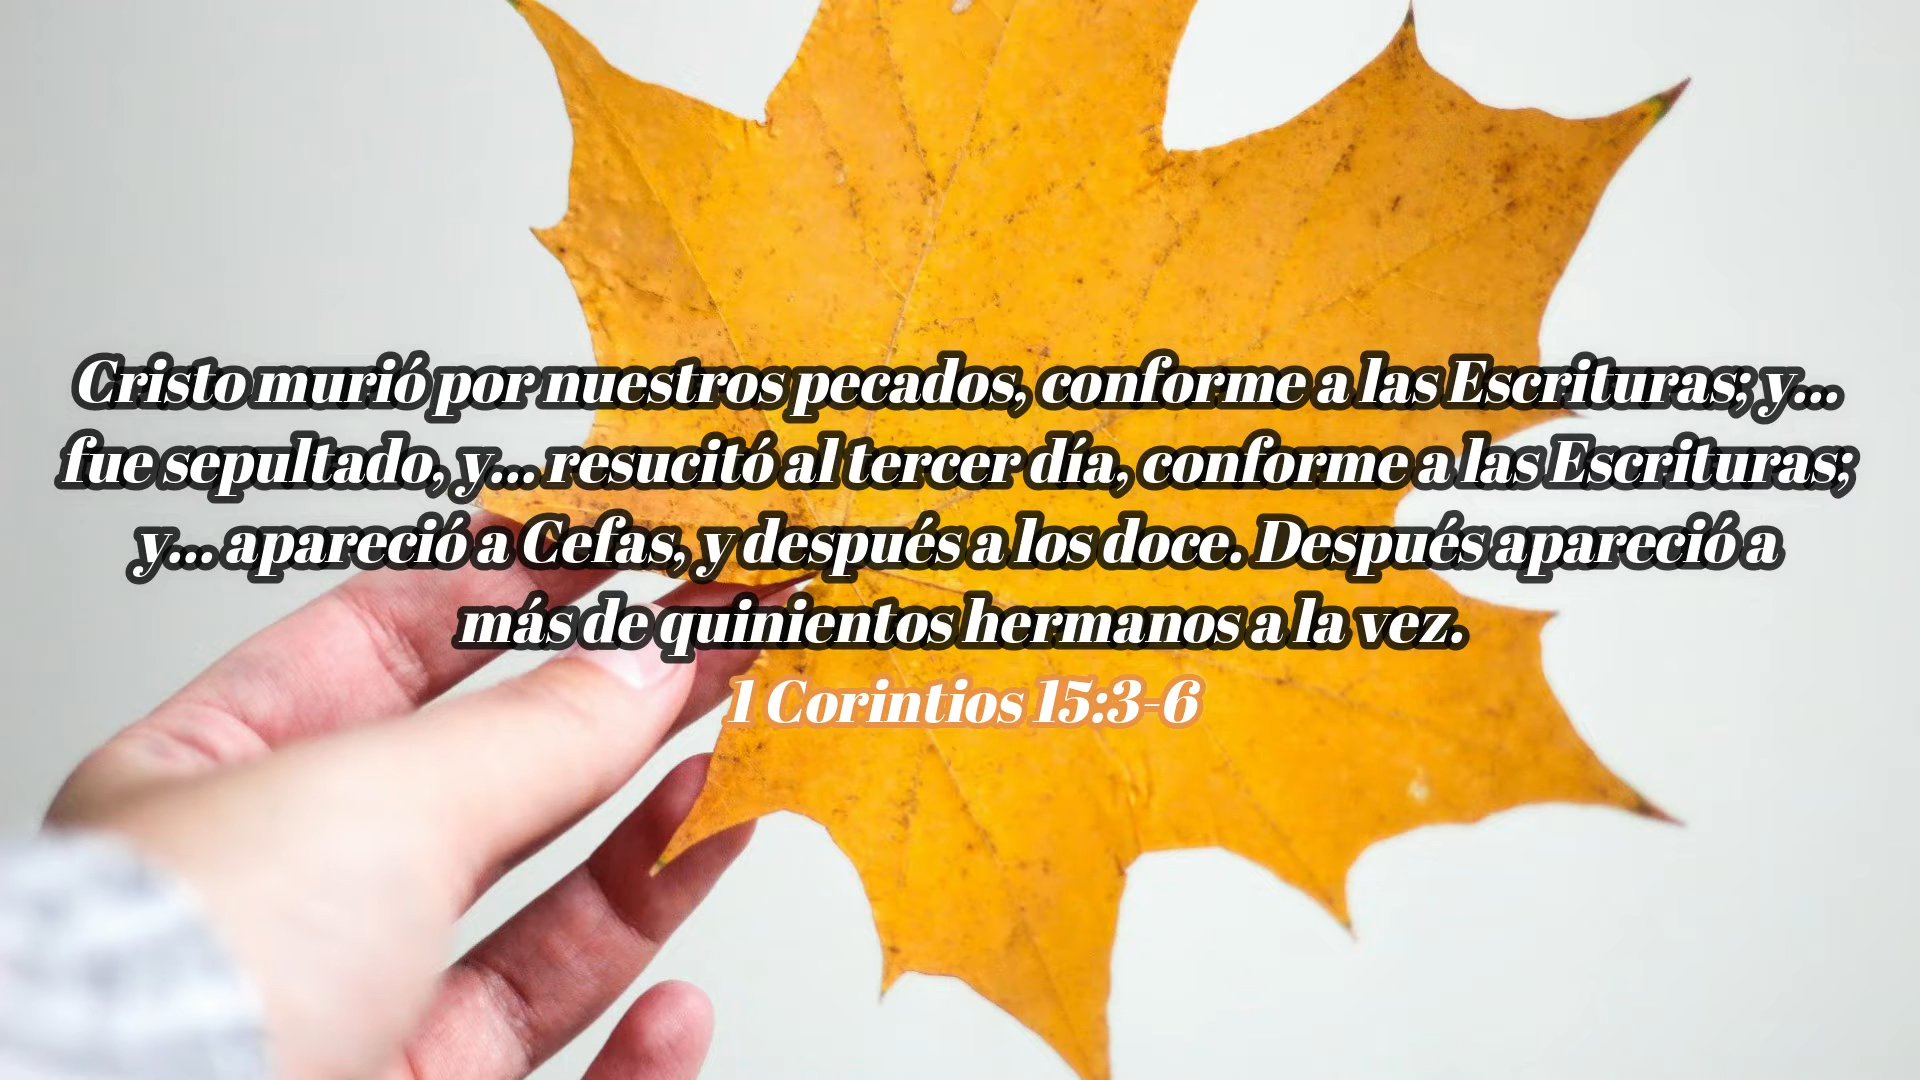 Cristo murió por nuestros pecados, conforme a las Escrituras; y...
fue sepultado, y... resucitó al tercer día, conforme a las Escrituras;
y... apareció a Cefas, y después a los doce. Después apareció a
más de quinientos hermanos a la vez.
1 Corintios 15:3-6